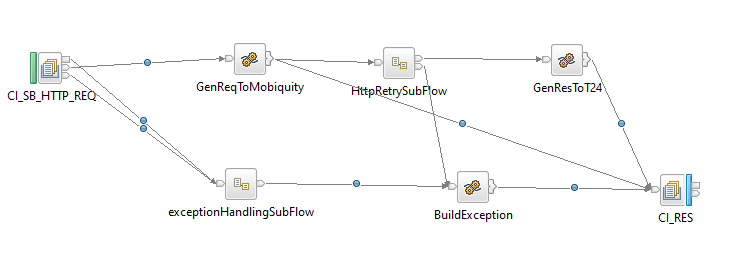 GenReqToMobiquity
HttpRetrySubFlow
GenResToT24
CI_SB_HTTP_REQ
exceptionHandlingSubFlow
BuildException
CI_RES